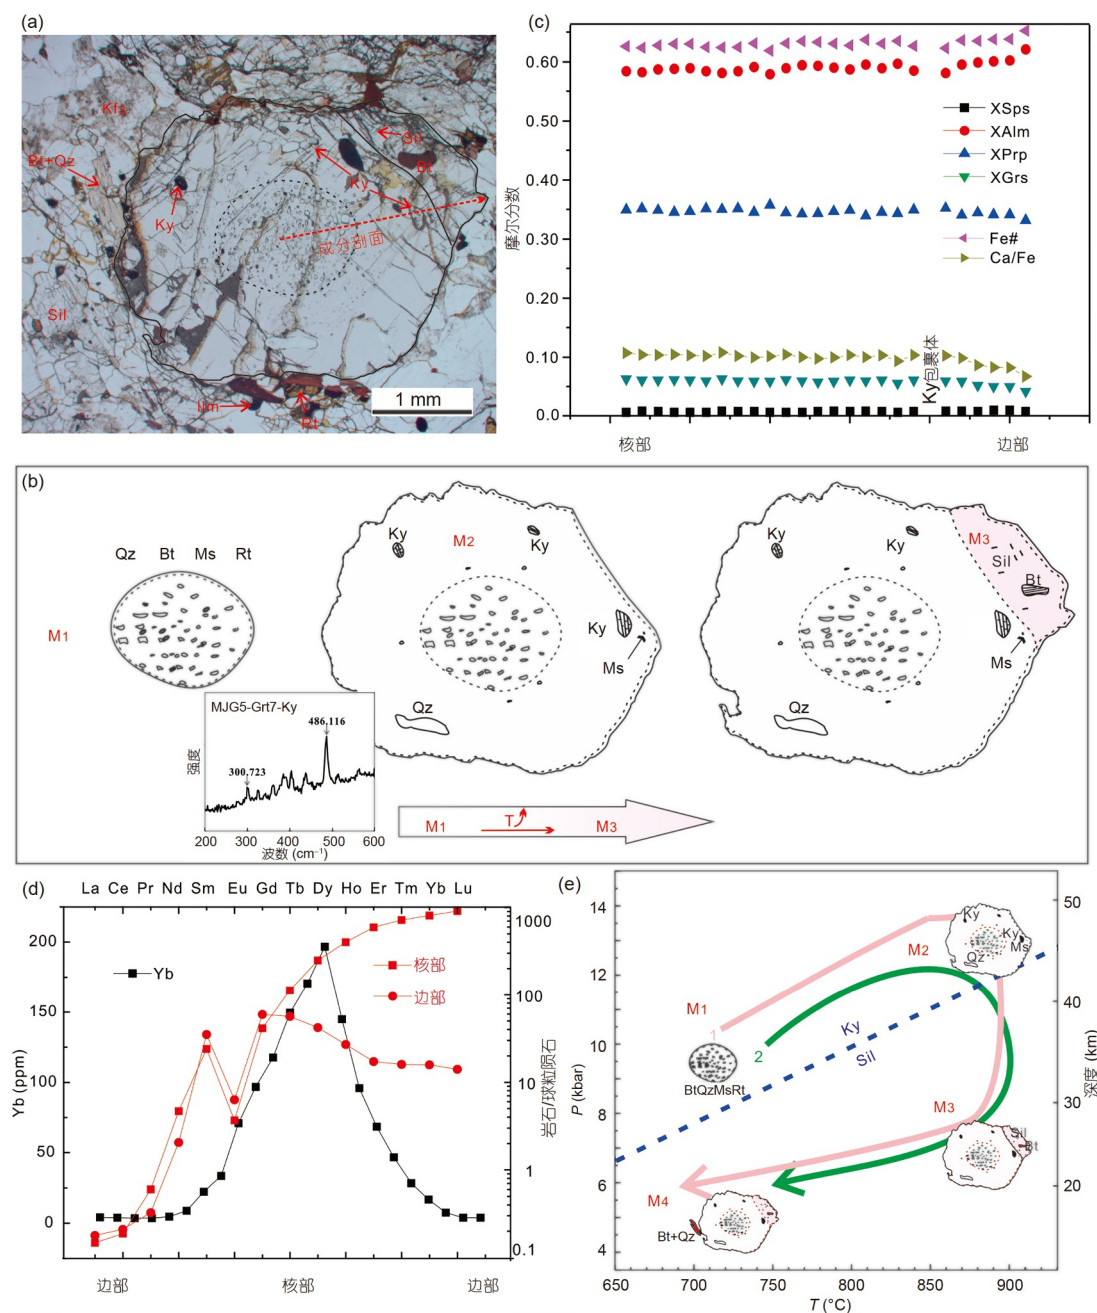 (a)
Kfs
Sil
Bt+Qz
Bt
Ky
Ky
成分剖面
Sil
Ilm
Rt
1 mm
(c)
0.60
0.50
0.40
0.30
0.20
0.10
0.0
摩尔分数
XSps
XAlm
XPrp
XGrs
Fe#
Ca/Fe
Ky包裹体
核部
边部
(b)
Qz Bt Ms Rt
M1
Ky
M2
Ky
Ky
Ms
Qz
Ky
Ky
M3
Sil
Bt
Ms
Qz
MJG5-Grt7-Ky
486,116
300,723
强度
200 300 400 500 600
波数 (cm⁻¹)
M1 T M3
(d)
La Ce Pr Nd Sm Eu Gd Tb Dy Ho Er Tm Yb Lu
200
150
100
50
0
Yb (ppm)
Yb
核部
边部
1000
100
10
1
0.1
岩石/球粒陨石
边部
核部
边部
(e)
14
12
10
8
6
4
P (kbar)
50
40
30
20
深度 (km)
Ky
Ky
Ms
Qz
M2
M1
1
2
Ky
Sil
BtQzMsRt
M3
Sil
Bt
M4
Bt+Qz
650 700 750 800 850 900
T (°C)